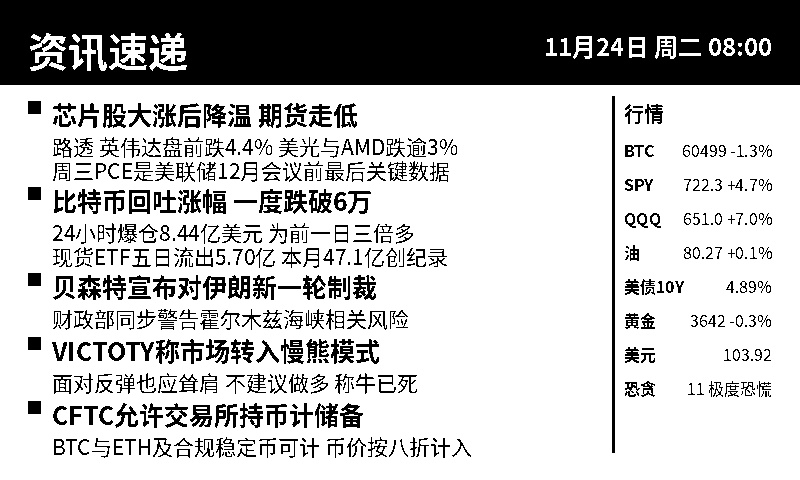 资讯速递
11月24日 周二 08:00
芯片股大涨后降温 期货走低
路透 英伟达盘前跌4.4% 美光与AMD跌逾3%
周三PCE是美联储12月会议前最后关键数据
比特币回吐涨幅 一度跌破6万
24小时爆仓8.44亿美元 为前一日三倍多
现货ETF五日流出5.70亿 本月47.1亿创纪录
贝森特宣布对伊朗新一轮制裁
财政部同步警告霍尔木兹海峡相关风险
VICTOTY称市场转入慢熊模式
面对反弹也应耸肩 不建议做多 称牛已死
CFTC允许交易所持币计储备
BTC与ETH及合规稳定币可计 币价按八折计入
行情
BTC 60499 -1.3%
SPY 722.3 +4.7%
QQQ 651.0 +7.0%
油 80.27 +0.1%
美债10Y 4.89%
黄金 3642 -0.3%
美元 103.92
恐贪 11 极度恐慌